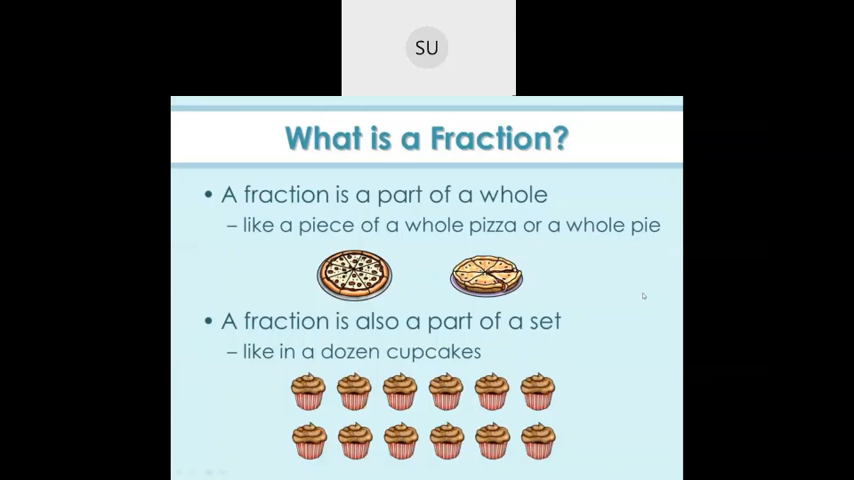 SU
What is a Fraction?
• A fraction is a part of a whole
– like a piece of a whole pizza or a whole pie
• A fraction is also a part of a set
– like in a dozen cupcakes